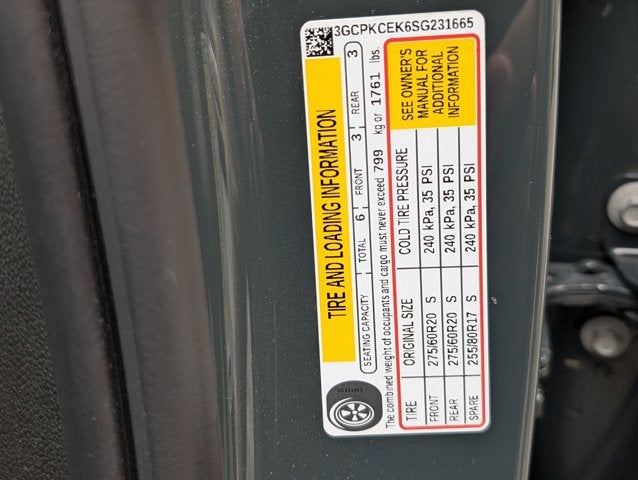 3GCPKCEK6SG231665
TIRE AND LOADING INFORMATION
SEATING CAPACITY TOTAL 6 FRONT 3 REAR 3
The combined weight of occupants and cargo must never exceed 799 kg or 1761 lbs.
TIRE ORIGINAL SIZE COLD TIRE PRESSURE
FRONT 275/60R20 S 240 kPa, 35 PSI
REAR 275/60R20 S 240 kPa, 35 PSI
SPARE 255/80R17 S 240 kPa, 35 PSI
SEE OWNER'S
MANUAL FOR
ADDITIONAL
INFORMATION